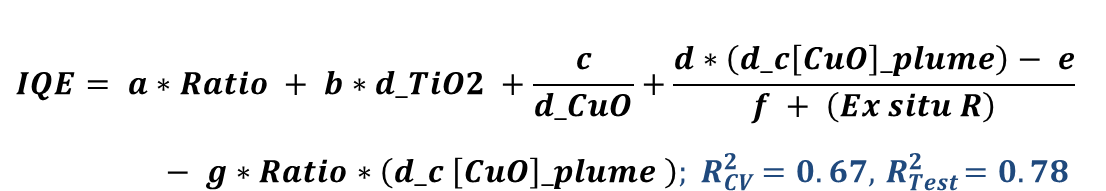 IQE = a * Ratio + b * d_TiO2 + c / d_CuO + d * (d_c[CuO]_plume) − e / f + (Ex situ R)
− g * Ratio * (d_c [CuO]_plume ); R²CV = 0.67, R²Test = 0.78